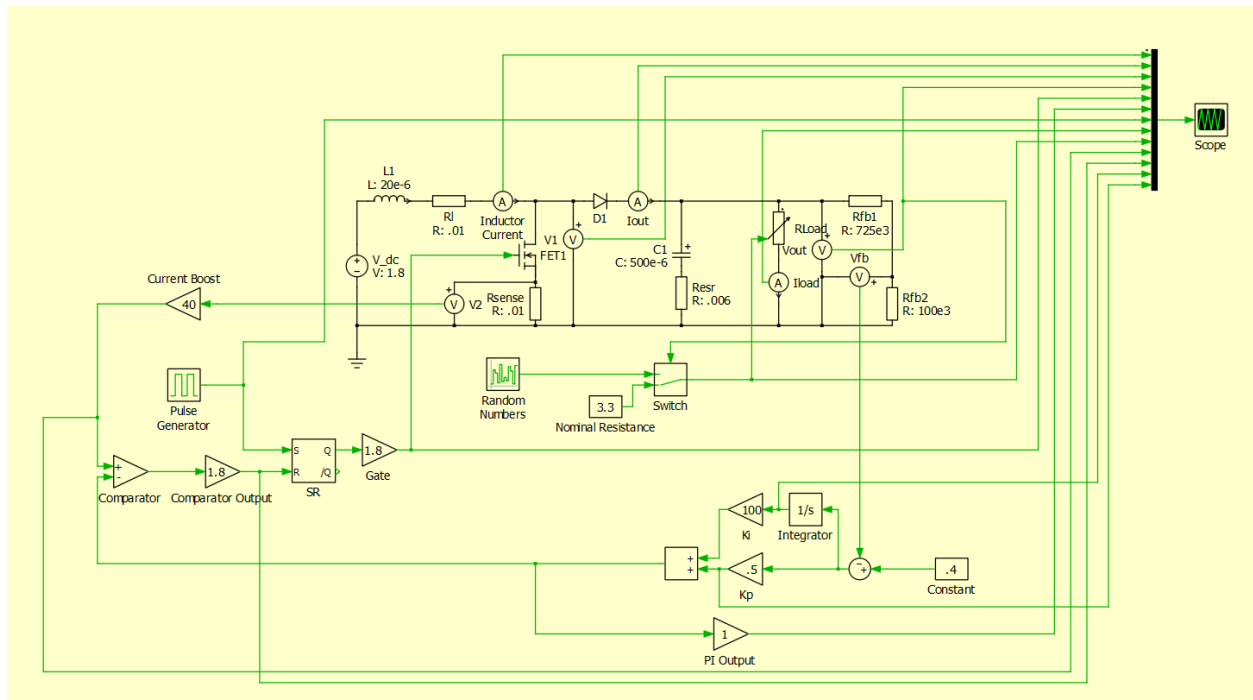 Scope
L1
L: 20e-6
Rl
R: .01
A
Inductor
Current
V_dc
V: 1.8
V1
FET1
V
D1
A
Iout
C1
C: 500e-6
Resr
R: .006
RLoad
Vout
V
A
Iload
Rfb1
R: 725e3
Vfb
V
Rfb2
R: 100e3
Rsense
R: .01
V
V2
Current Boost
40
Pulse
Generator
Random
Numbers
3.3
Nominal Resistance
Switch
S
Q
R
/Q
SR
1.8
Gate
Comparator
1.8
Comparator Output
100
Ki
1/s
Integrator
.5
Kp
.4
Constant
1
PI Output